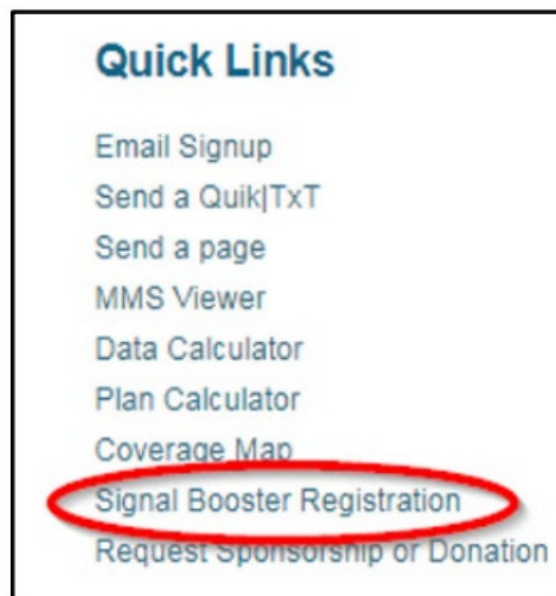 Quick Links
Email Signup
Send a Quik|TxT
Send a page
MMS Viewer
Data Calculator
Plan Calculator
Coverage Map
Signal Booster Registration
Request Sponsorship or Donation